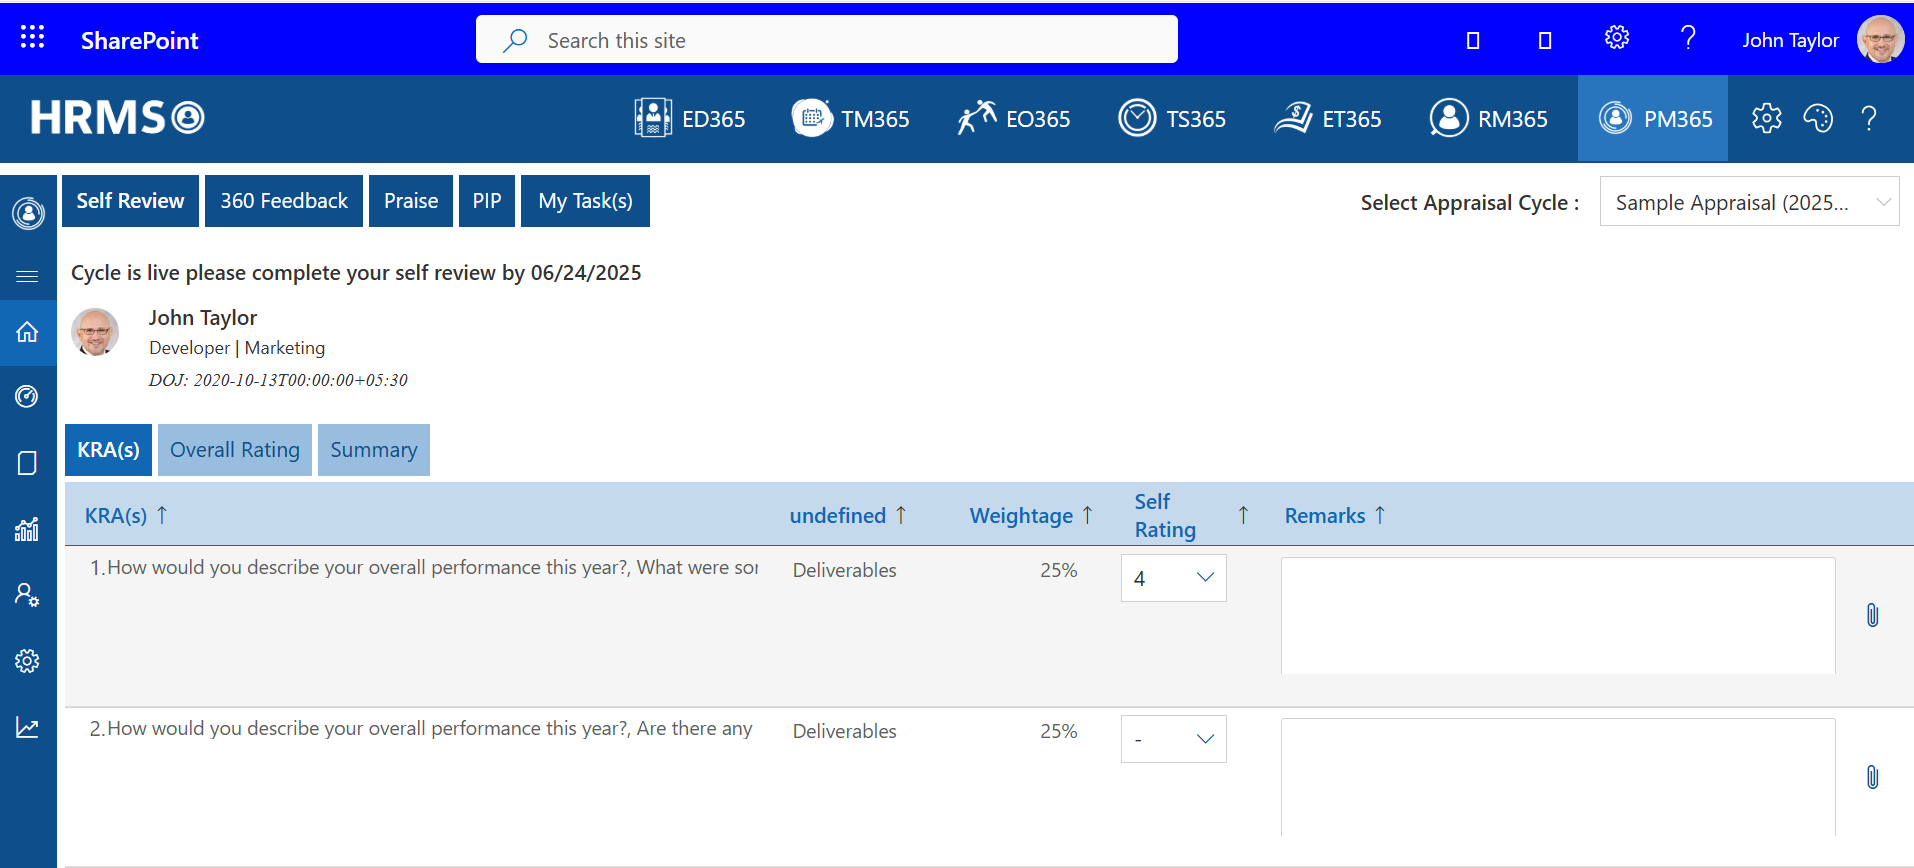 SharePoint
Search this site
John Taylor
HRMS
ED365
TM365
EO365
TS365
ET365
RM365
PM365
Self Review
360 Feedback
Praise
PIP
My Task(s)
Select Appraisal Cycle :
Sample Appraisal (2025...
Cycle is live please complete your self review by 06/24/2025
John Taylor
Developer | Marketing
DOJ: 2020-10-13T00:00:00+05:30
KRA(s)
Overall Rating
Summary
KRA(s) ↑
undefined ↑
Weightage ↑
Self
Rating ↑
Remarks ↑
1.How would you describe your overall performance this year?, What were
Deliverables
25%
4
2.How would you describe your overall performance this year?, Are there any
Deliverables
25%
-